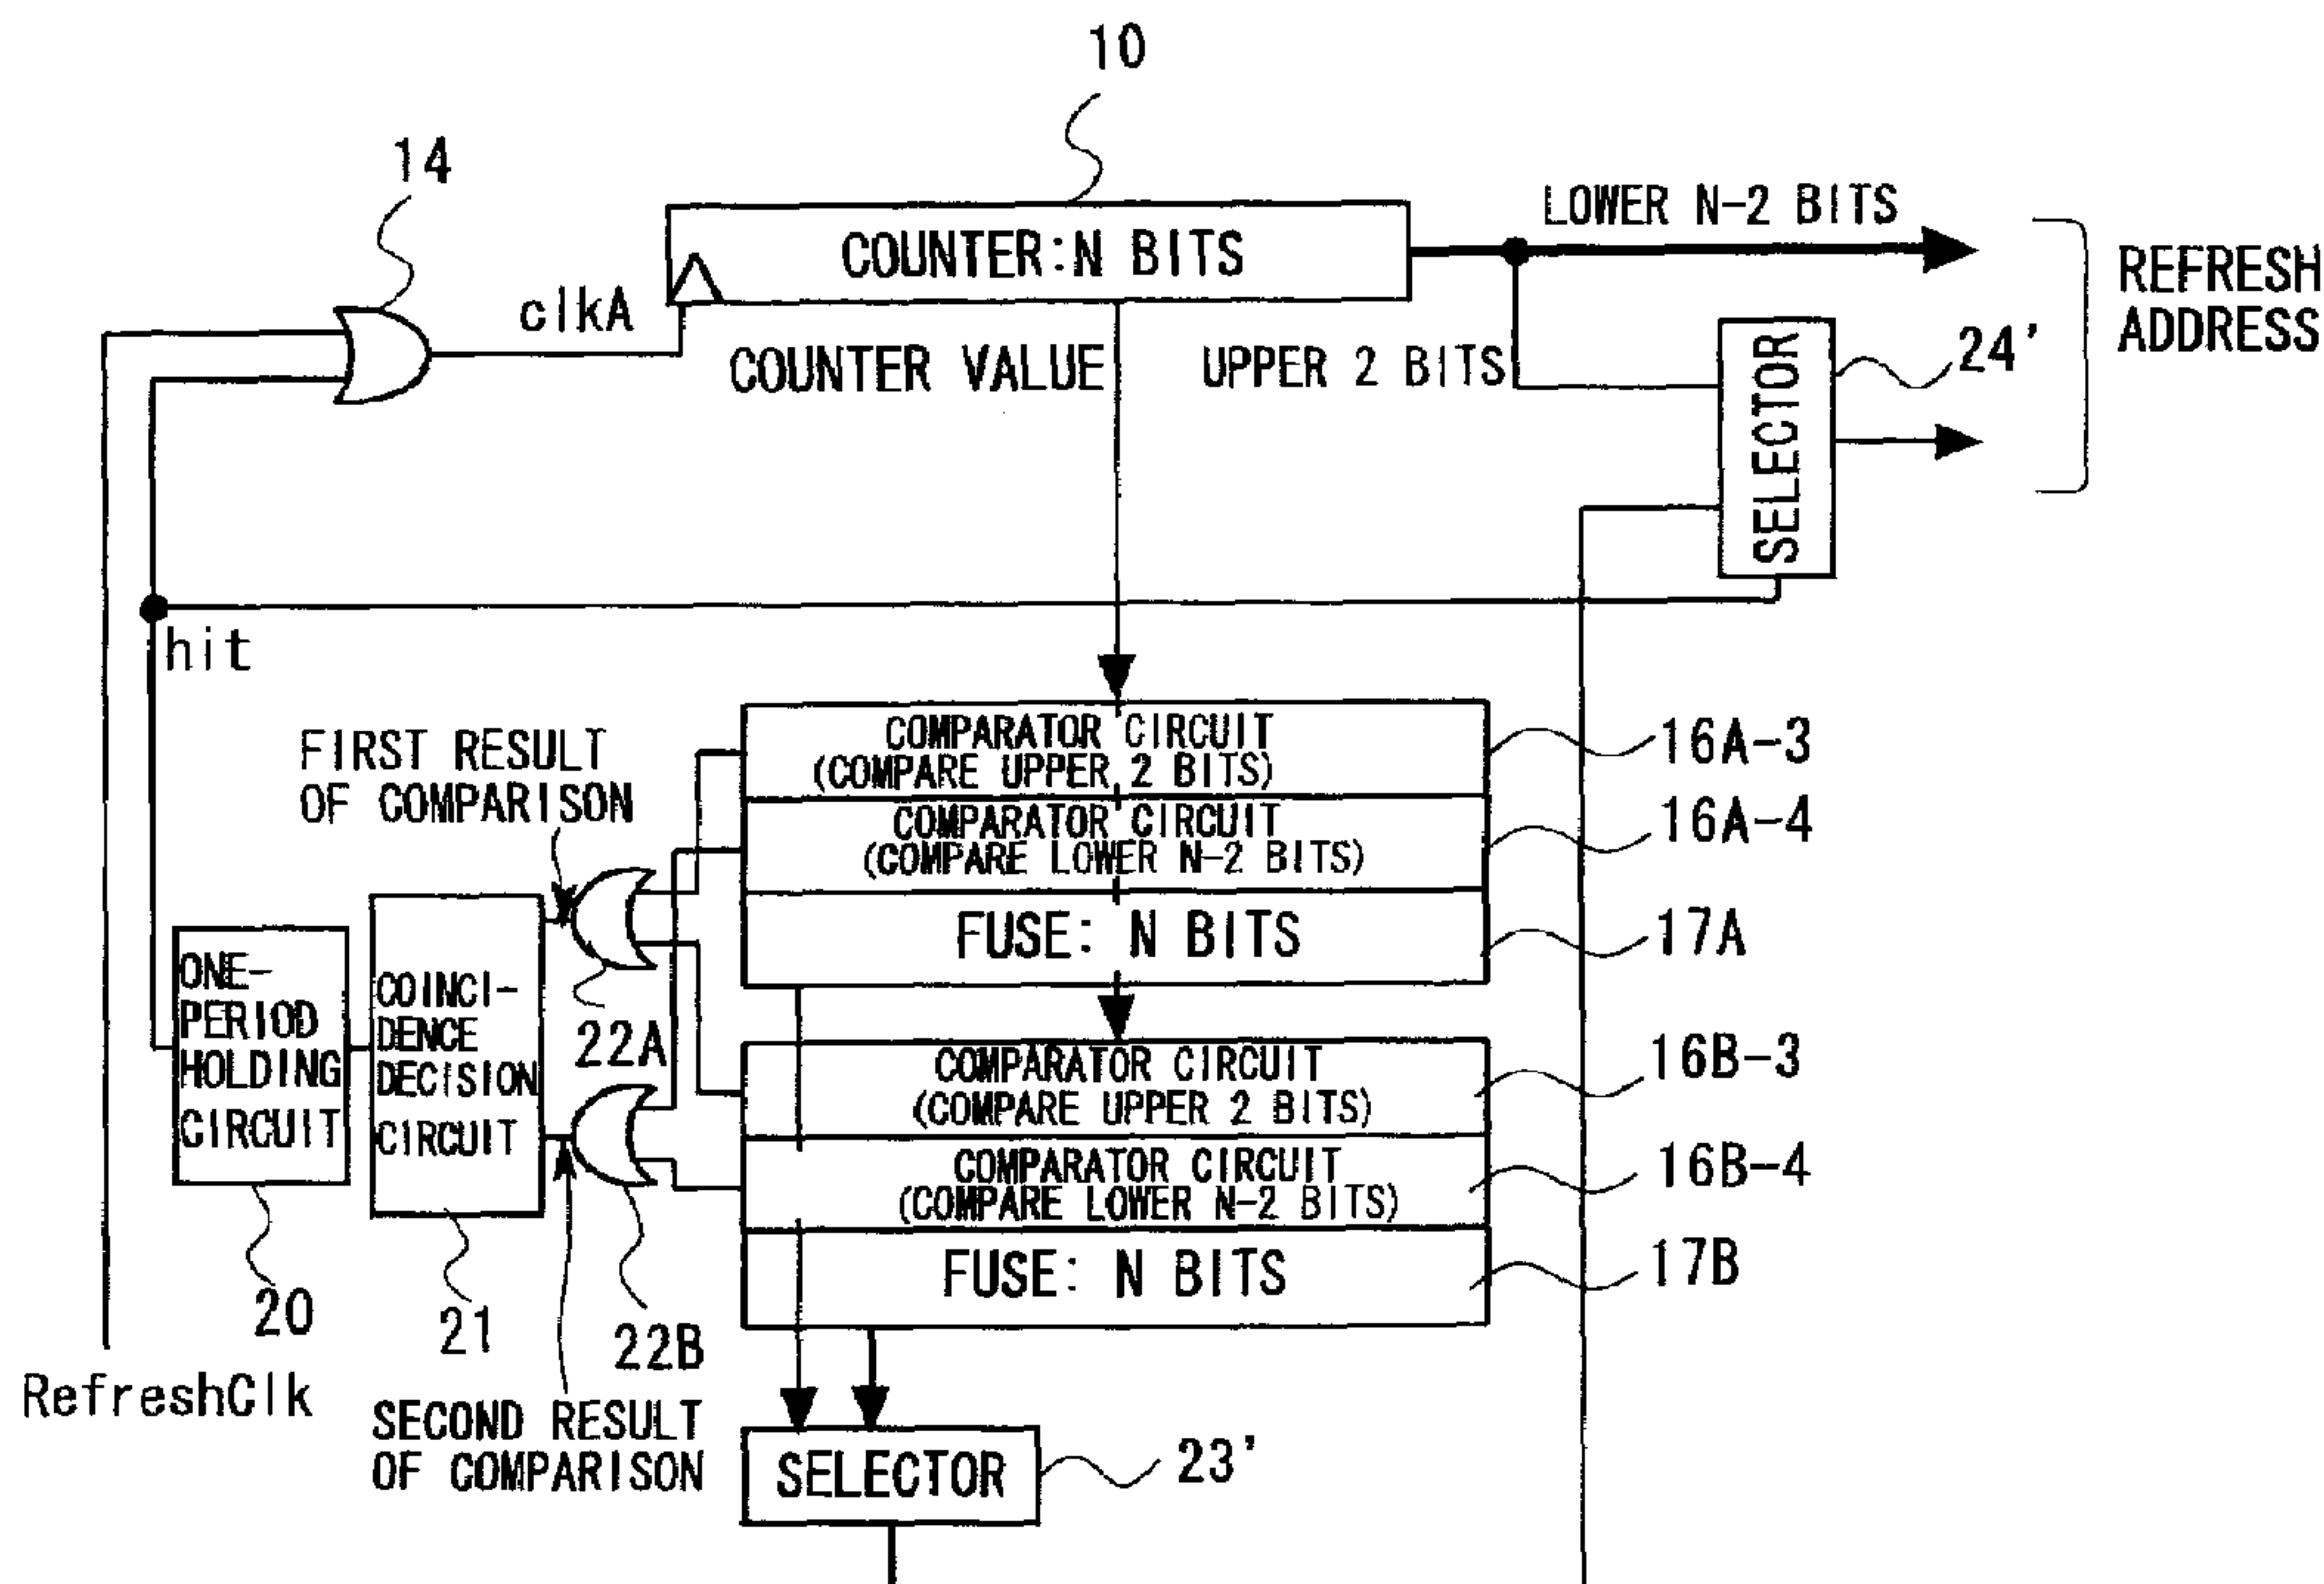 10
14
COUNTER:N BITS
LOWER N-2 BITS
REFRESH
ADDRESS
clkA
COUNTER VALUE
UPPER 2 BITS
SELECTOR
24'
hit
COMPARATOR CIRCUIT
(COMPARE UPPER 2 BITS)
16A-3
FIRST RESULT
OF COMPARISON
COMPARATOR CIRCUIT
(COMPARE LOWER N-2 BITS)
16A-4
FUSE: N BITS
17A
ONE-
PERIOD
HOLDING
CIRCUIT
COINCI-
DENCE
DECISION
CIRCUIT
22A
COMPARATOR CIRCUIT
(COMPARE UPPER 2 BITS)
16B-3
COMPARATOR CIRCUIT
(COMPARE LOWER N-2 BITS)
16B-4
FUSE: N BITS
17B
20
21
22B
RefreshClk
SECOND RESULT
OF COMPARISON
SELECTOR
23'